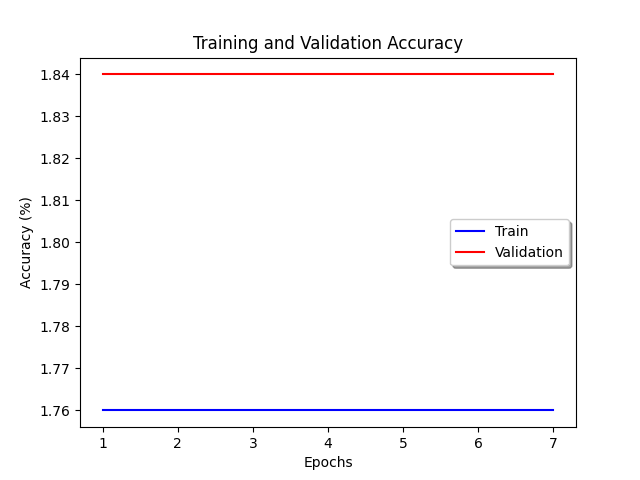 Training and Validation Accuracy
Accuracy (%)
1.84
1.83
1.82
1.81
1.80
1.79
1.78
1.77
1.76
Train
Validation
1 2 3 4 5 6 7
Epochs